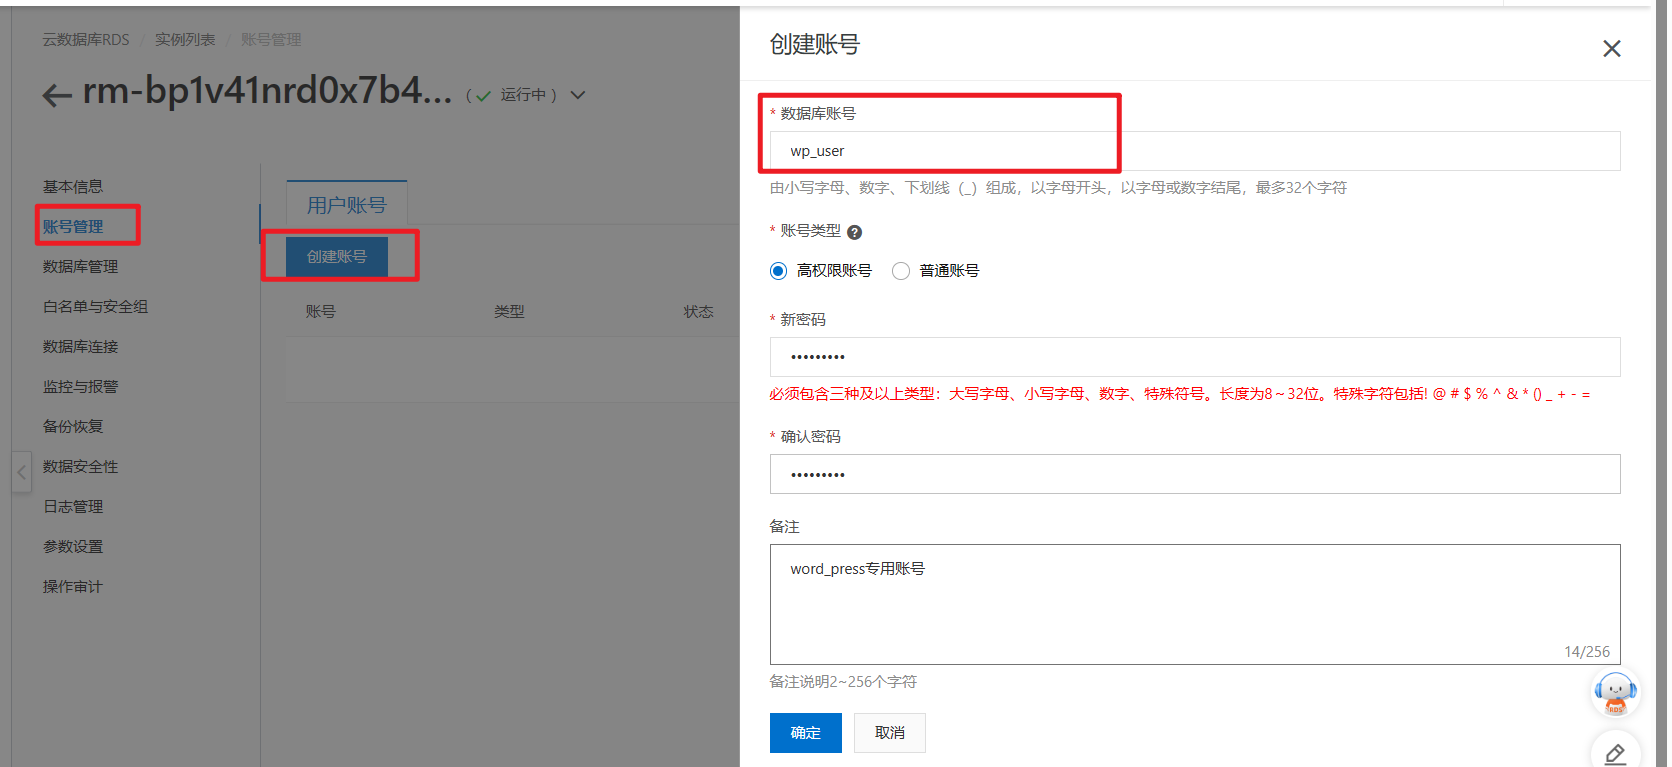 云数据库RDS / 实例列表 / 账号管理
rm-bp1v41nrd0x7b4... ( 运行中 )
基本信息
账号管理
数据库管理
白名单与安全组
数据库连接
监控与报警
备份恢复
数据安全性
日志管理
参数设置
操作审计
用户账号
创建账号
账号 类型 状态
创建账号
* 数据库账号
wp_user
由小写字母、数字、下划线（_）组成，以字母开头，以字母或数字结尾，最多32个字符
* 账号类型 ?
高权限账号 普通账号
* 新密码
•••••••••
必须包含三种及以上类型：大写字母、小写字母、数字、特殊符号。长度为8～32位。特殊字符包括! @ # $ % ^ & * () _ + - =
* 确认密码
•••••••••
备注
word_press专用账号
14/256
备注说明2~256个字符
确定 取消
RDS